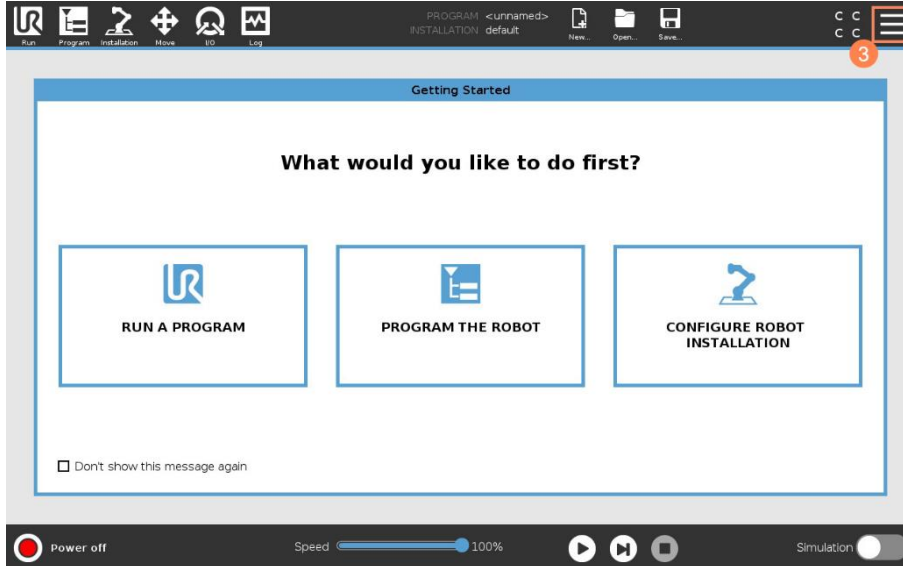 PROGRAM <unnamed>
INSTALLATION default
Run Program Installation Move I/O Log New... Open... Save...
C C
C C
3
Getting Started
What would you like to do first?
RUN A PROGRAM
PROGRAM THE ROBOT
CONFIGURE ROBOT
INSTALLATION
Don't show this message again
Power off Speed 100% Simulation